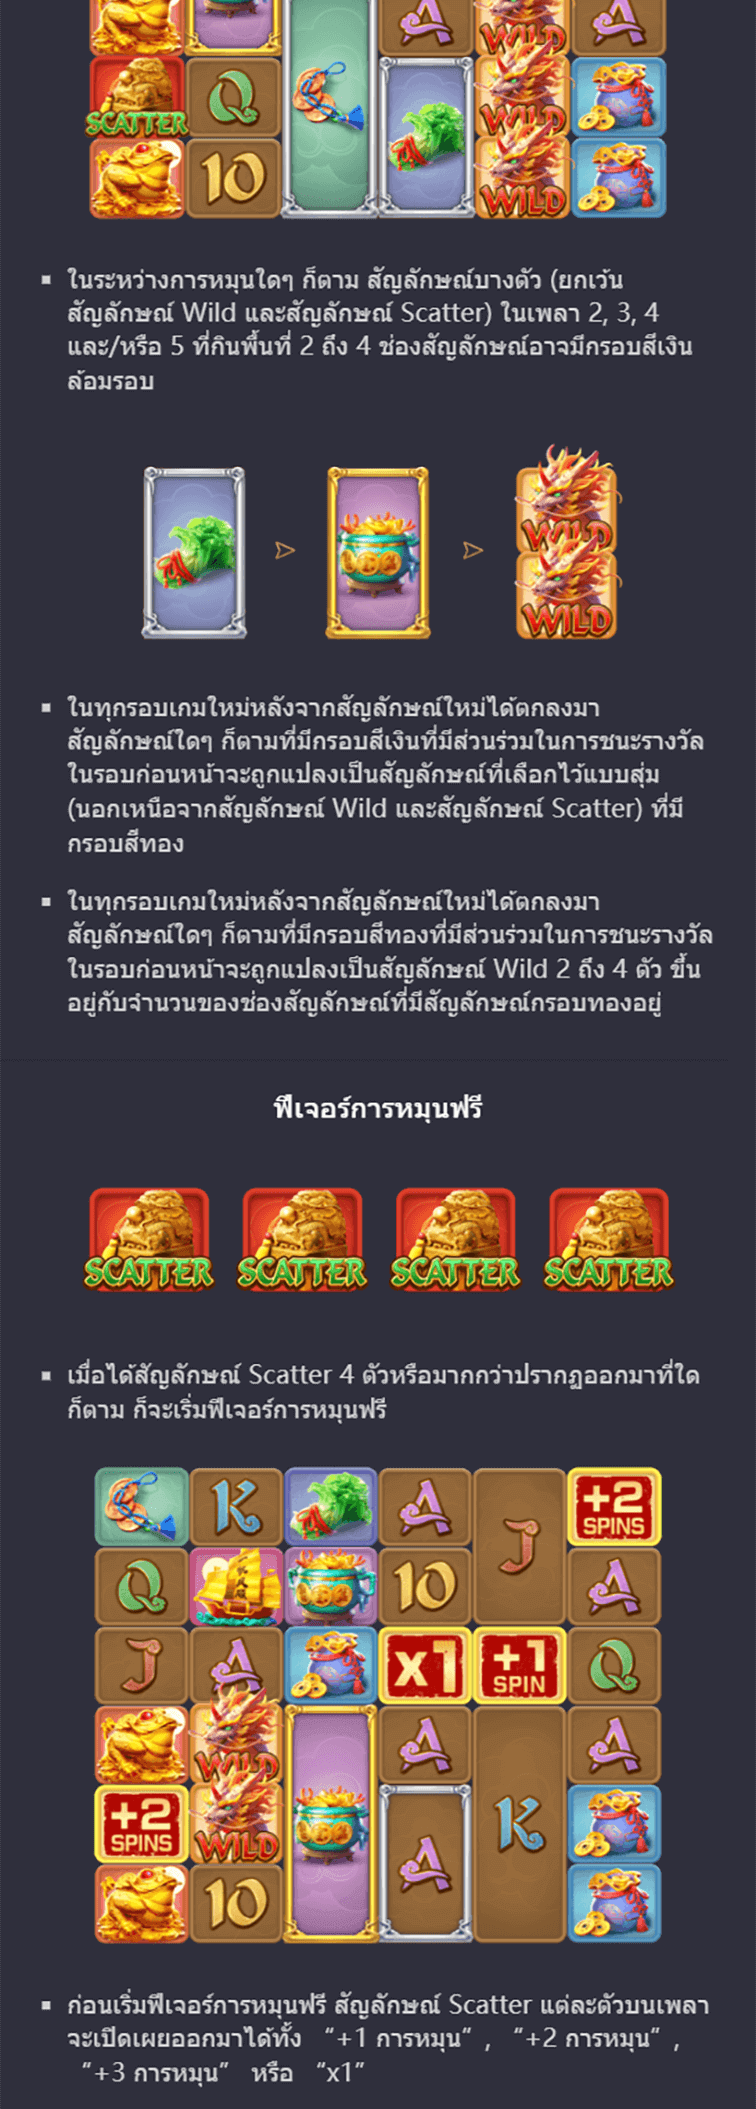 A
WILD
A
SCATTER
Q
WILD
10
WILD
ในระหว่างการหมุนใดๆ ก็ตาม สัญลักษณ์บางตัว (ยกเว้น
สัญลักษณ์ Wild และสัญลักษณ์ Scatter) ในเพลา 2, 3, 4
และ/หรือ 5 ที่กินพื้นที่ 2 ถึง 4 ช่องสัญลักษณ์อาจมีกรอบสีเงิน
ล้อมรอบ
WILD
WILD
ในทุกรอบเกมใหม่หลังจากสัญลักษณ์ใหม่ได้ตกลงมา
สัญลักษณ์ใดๆ ก็ตามที่มีกรอบสีเงินที่มีส่วนร่วมในการชนะรางวัล
ในรอบก่อนหน้าจะถูกแปลงเป็นสัญลักษณ์ที่เลือกไว้แบบสุ่ม
(นอกเหนือจากสัญลักษณ์ Wild และสัญลักษณ์ Scatter) ที่มี
กรอบสีทอง
ในทุกรอบเกมใหม่หลังจากสัญลักษณ์ใหม่ได้ตกลงมา
สัญลักษณ์ใดๆ ก็ตามที่มีกรอบสีทองที่มีส่วนร่วมในการชนะรางวัล
ในรอบก่อนหน้าจะถูกแปลงเป็นสัญลักษณ์ Wild 2 ถึง 4 ตัว ขึ้น
อยู่กับจำนวนของช่องสัญลักษณ์ที่มีสัญลักษณ์กรอบทองอยู่
ฟีเจอร์การหมุนฟรี
SCATTER SCATTER SCATTER SCATTER
เมื่อได้สัญลักษณ์ Scatter 4 ตัวหรือมากกว่าปรากฏออกมาที่ใด
ก็ตาม ก็จะเริ่มฟีเจอร์การหมุนฟรี
K A J +2 SPINS
Q 10 A
J A x1 +1 SPIN Q
WILD A A
+2 SPINS WILD A K
10
ก่อนเริ่มฟีเจอร์การหมุนฟรี สัญลักษณ์ Scatter แต่ละตัวบนเพลา
จะเปิดเผยออกมาได้ทั้ง “+1 การหมุน”, “+2 การหมุน”,
“+3 การหมุน” หรือ “x1”